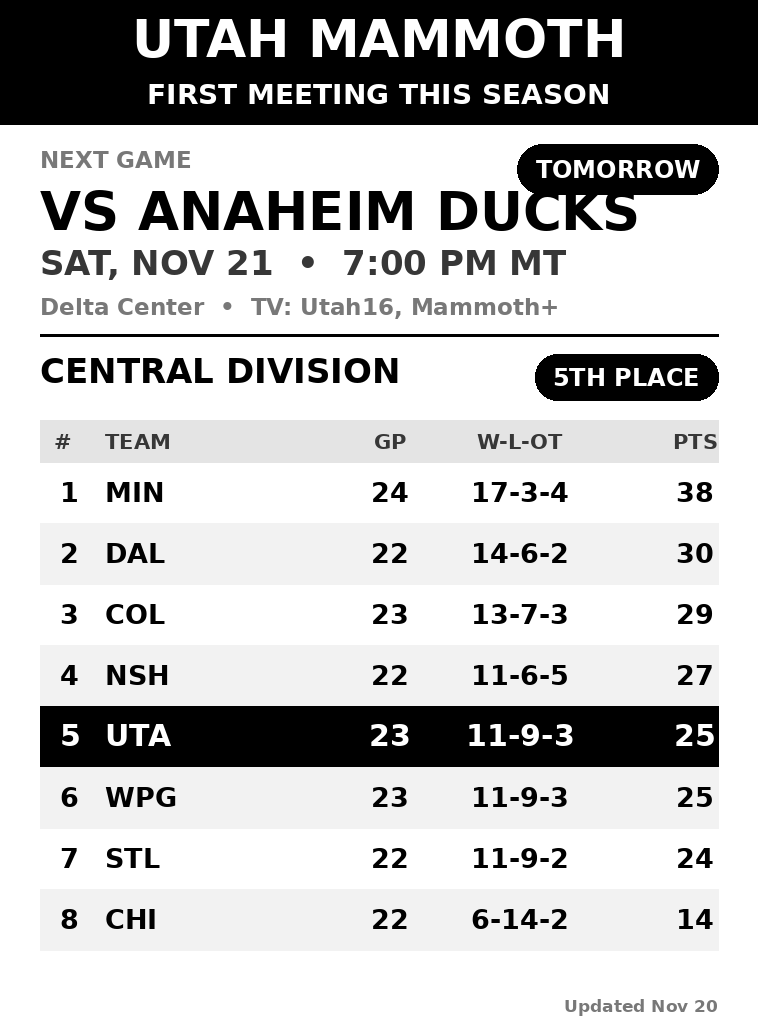 UTAH MAMMOTH
FIRST MEETING THIS SEASON
NEXT GAME
TOMORROW
VS ANAHEIM DUCKS
SAT, NOV 21 • 7:00 PM MT
Delta Center • TV: Utah16, Mammoth+
CENTRAL DIVISION
5TH PLACE
# TEAM GP W-L-OT PTS
1 MIN 24 17-3-4 38
2 DAL 22 14-6-2 30
3 COL 23 13-7-3 29
4 NSH 22 11-6-5 27
5 UTA 23 11-9-3 25
6 WPG 23 11-9-3 25
7 STL 22 11-9-2 24
8 CHI 22 6-14-2 14
Updated Nov 20